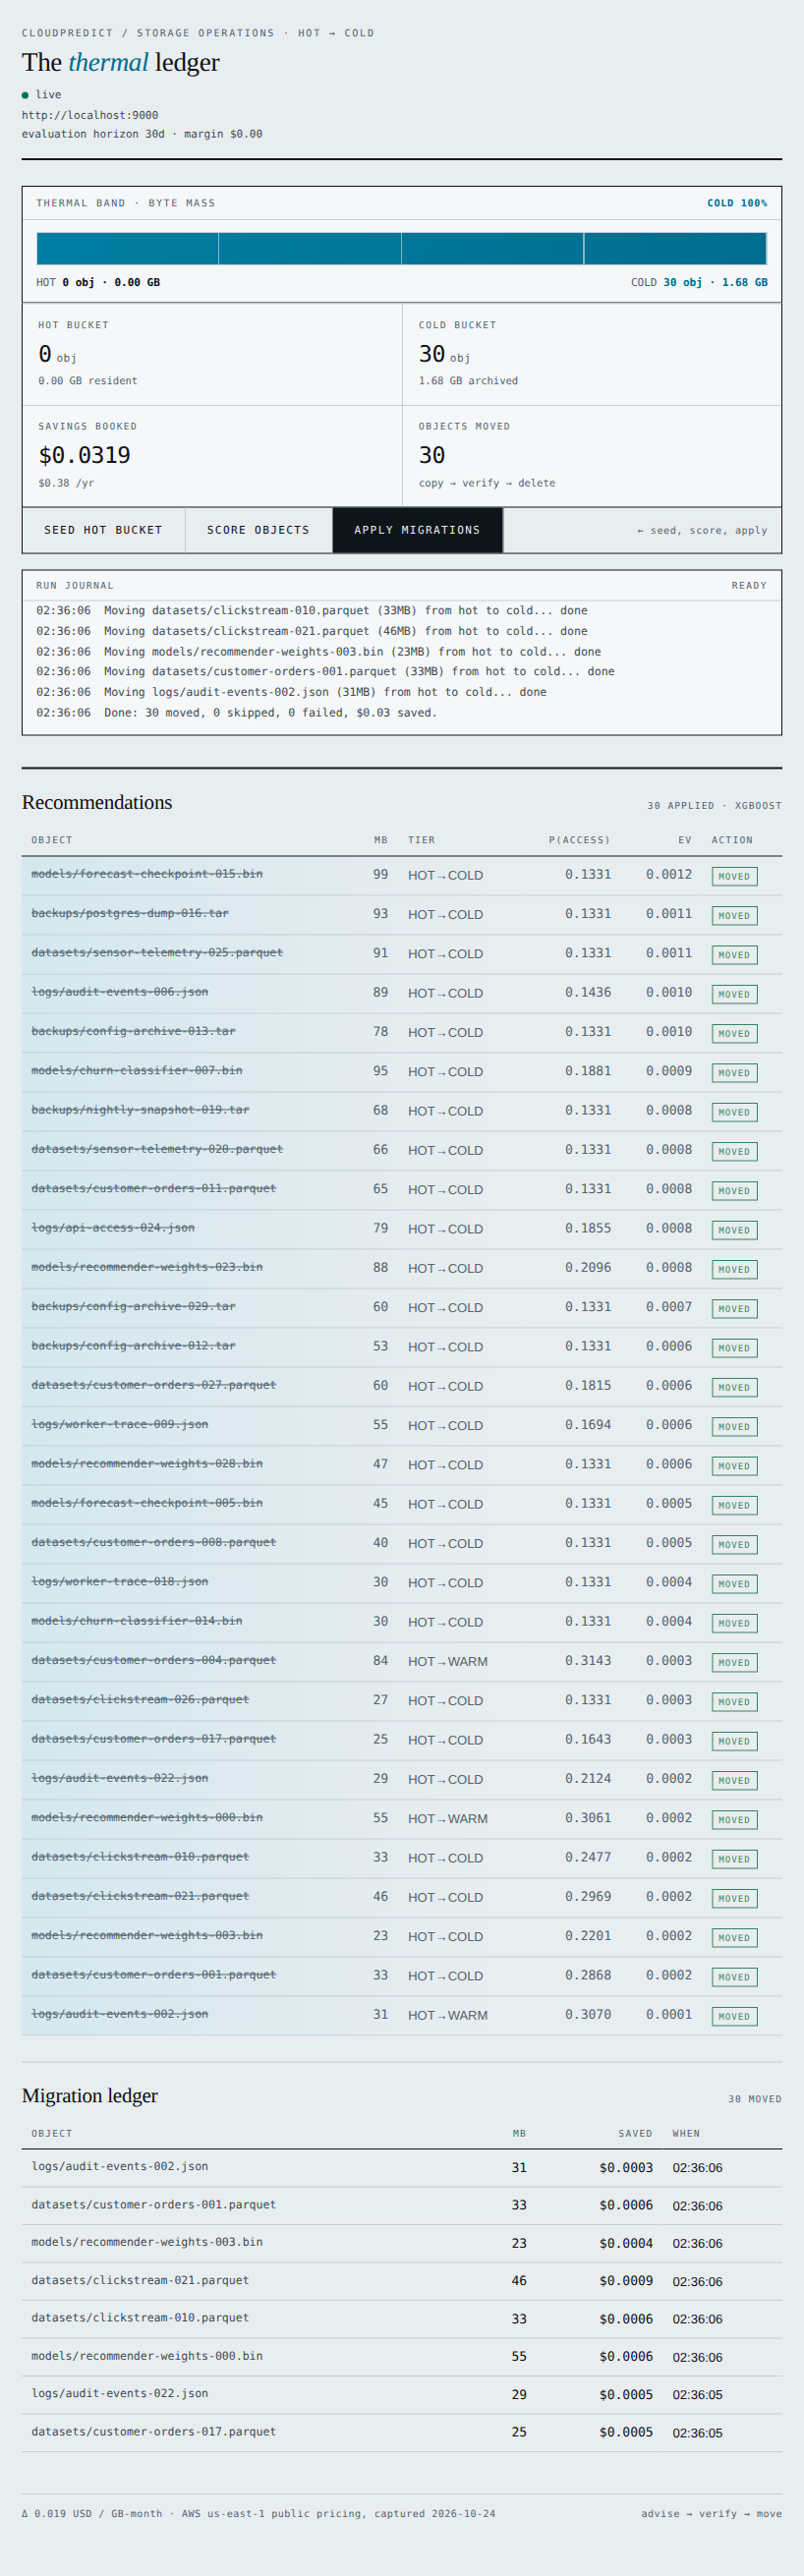 CLOUDPREDICT / STORAGE OPERATIONS · HOT → COLD
The thermal ledger
live
http://localhost:9000
evaluation horizon 30d · margin $0.00
THERMAL BAND · BYTE MASS COLD 100%
HOT 0 obj · 0.00 GB COLD 30 obj · 1.68 GB
HOT BUCKET
0 obj
0.00 GB resident
COLD BUCKET
30 obj
1.68 GB archived
SAVINGS BOOKED
$0.0319
$0.38 /yr
OBJECTS MOVED
30
copy → verify → delete
SEED HOT BUCKET SCORE OBJECTS APPLY MIGRATIONS ← seed, score, apply
RUN JOURNAL READY
02:36:06 Moving datasets/clickstream-010.parquet (33MB) from hot to cold... done
02:36:06 Moving datasets/clickstream-021.parquet (46MB) from hot to cold... done
02:36:06 Moving models/recommender-weights-003.bin (23MB) from hot to cold... done
02:36:06 Moving datasets/customer-orders-001.parquet (33MB) from hot to cold... done
02:36:06 Moving logs/audit-events-002.json (31MB) from hot to cold... done
02:36:06 Done: 30 moved, 0 skipped, 0 failed, $0.03 saved.
Recommendations 30 APPLIED · XGBOOST
OBJECT MB TIER P(ACCESS) EV ACTION
models/forecast-checkpoint-015.bin 99 HOT→COLD 0.1331 0.0012 MOVED
backups/postgres-dump-016.tar 93 HOT→COLD 0.1331 0.0011 MOVED
datasets/sensor-telemetry-025.parquet 91 HOT→COLD 0.1331 0.0011 MOVED
logs/audit-events-006.json 89 HOT→COLD 0.1436 0.0010 MOVED
backups/config-archive-013.tar 78 HOT→COLD 0.1331 0.0010 MOVED
models/churn-classifier-007.bin 95 HOT→COLD 0.1881 0.0009 MOVED
backups/nightly-snapshot-019.tar 68 HOT→COLD 0.1331 0.0008 MOVED
datasets/sensor-telemetry-020.parquet 66 HOT→COLD 0.1331 0.0008 MOVED
datasets/customer-orders-011.parquet 65 HOT→COLD 0.1331 0.0008 MOVED
logs/api-access-024.json 79 HOT→COLD 0.1855 0.0008 MOVED
models/recommender-weights-023.bin 88 HOT→COLD 0.2096 0.0008 MOVED
backups/config-archive-029.tar 60 HOT→COLD 0.1331 0.0007 MOVED
backups/config-archive-012.tar 53 HOT→COLD 0.1331 0.0006 MOVED
datasets/customer-orders-027.parquet 60 HOT→COLD 0.1815 0.0006 MOVED
logs/worker-trace-009.json 55 HOT→COLD 0.1694 0.0006 MOVED
models/recommender-weights-028.bin 47 HOT→COLD 0.1331 0.0006 MOVED
models/forecast-checkpoint-005.bin 45 HOT→COLD 0.1331 0.0005 MOVED
datasets/customer-orders-008.parquet 40 HOT→COLD 0.1331 0.0005 MOVED
logs/worker-trace-018.json 30 HOT→COLD 0.1331 0.0004 MOVED
models/churn-classifier-014.bin 30 HOT→COLD 0.1331 0.0004 MOVED
datasets/customer-orders-004.parquet 84 HOT→WARM 0.3143 0.0003 MOVED
datasets/clickstream-026.parquet 27 HOT→COLD 0.1331 0.0003 MOVED
datasets/customer-orders-017.parquet 25 HOT→COLD 0.1643 0.0003 MOVED
logs/audit-events-022.json 29 HOT→COLD 0.2124 0.0002 MOVED
models/recommender-weights-000.bin 55 HOT→WARM 0.3061 0.0002 MOVED
datasets/clickstream-010.parquet 33 HOT→COLD 0.2477 0.0002 MOVED
datasets/clickstream-021.parquet 46 HOT→COLD 0.2969 0.0002 MOVED
models/recommender-weights-003.bin 23 HOT→COLD 0.2201 0.0002 MOVED
datasets/customer-orders-001.parquet 33 HOT→COLD 0.2868 0.0002 MOVED
logs/audit-events-002.json 31 HOT→WARM 0.3070 0.0001 MOVED
Migration ledger 30 MOVED
OBJECT MB SAVED WHEN
logs/audit-events-002.json 31 $0.0003 02:36:06
datasets/customer-orders-001.parquet 33 $0.0006 02:36:06
models/recommender-weights-003.bin 23 $0.0004 02:36:06
datasets/clickstream-021.parquet 46 $0.0009 02:36:06
datasets/clickstream-010.parquet 33 $0.0006 02:36:06
models/recommender-weights-000.bin 55 $0.0006 02:36:06
logs/audit-events-022.json 29 $0.0005 02:36:05
datasets/customer-orders-017.parquet 25 $0.0005 02:36:05
Δ 0.019 USD / GB-month · AWS us-east-1 public pricing, captured 2026-10-24 advise → verify → move